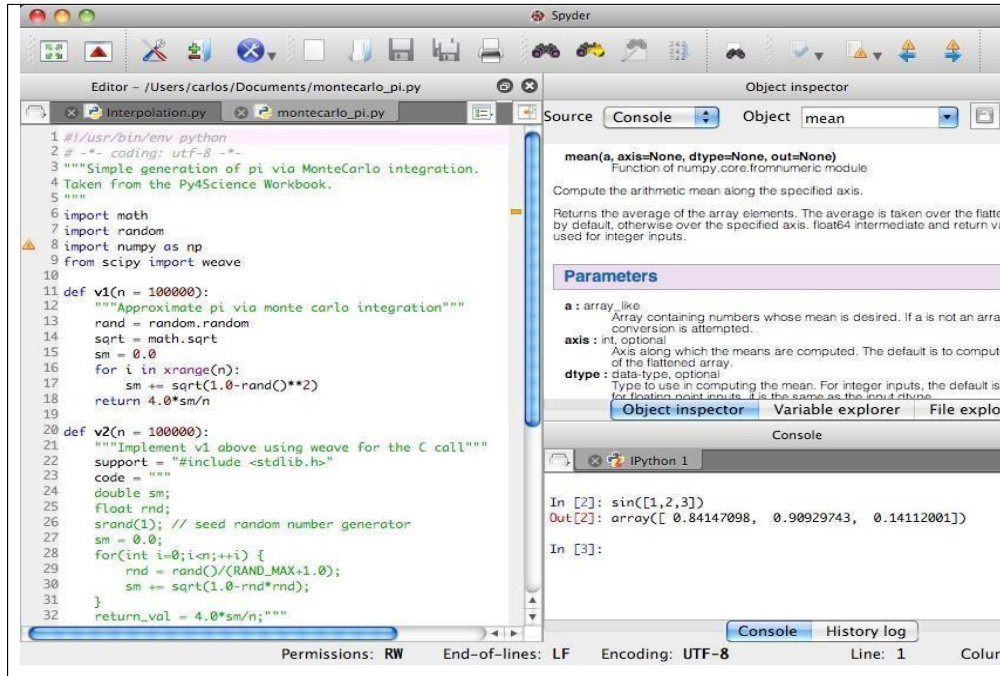 Spyder
Editor - /Users/carlos/Documents/montecarlo_pi.py
Interpolation.py
montecarlo_pi.py
1 #!/usr/bin/env python
2 # -*- coding: utf-8 -*-
3 """Simple generation of pi via MonteCarlo integration.
4 Taken from the Py4Science Workbook.
5 """
6 import math
7 import random
8 import numpy as np
9 from scipy import weave
10
11 def v1(n = 100000):
12 """Approximate pi via monte carlo integration"""
13 rand = random.random
14 sqrt = math.sqrt
15 sm = 0.0
16 for i in xrange(n):
17 sm += sqrt(1.0-rand()**2)
18 return 4.0*sm/n
19
20 def v2(n = 100000):
21 """Implement v1 above using weave for the C call"""
22 support = "#include <stdlib.h>"
23 code = """
24 double sm;
25 float rnd;
26 srand(1); // seed random number generator
27 sm = 0.0;
28 for(int i=0;i<n;++i) {
29 rnd = rand()/(RAND_MAX+1.0);
30 sm += sqrt(1.0-rnd*rnd);
31 }
32 return_val = 4.0*sm/n;"""
Object inspector
Source Console Object mean
mean(a, axis=None, dtype=None, out=None)
Function of numpy.core.fromnumeric module
Compute the arithmetic mean along the specified axis.
Returns the average of the array elements. The average is taken over the flatte
by default, otherwise over the specified axis. float64 intermediate and return va
used for integer inputs.
Parameters
a : array_like
Array containing numbers whose mean is desired. If a is not an arra
conversion is attempted.
axis : int, optional
Axis along which the means are computed. The default is to comput
of the flattened array.
dtype : data-type, optional
Type to use in computing the mean. For integer inputs, the default is
for floating point inputs, it is the same as the input dtype.
Object inspector Variable explorer File explo
Console
IPython 1
In [2]: sin([1,2,3])
Out[2]: array([ 0.84147098, 0.90929743, 0.14112001])
In [3]:
Console History log
Permissions: RW End-of-lines: LF Encoding: UTF-8 Line: 1 Colur